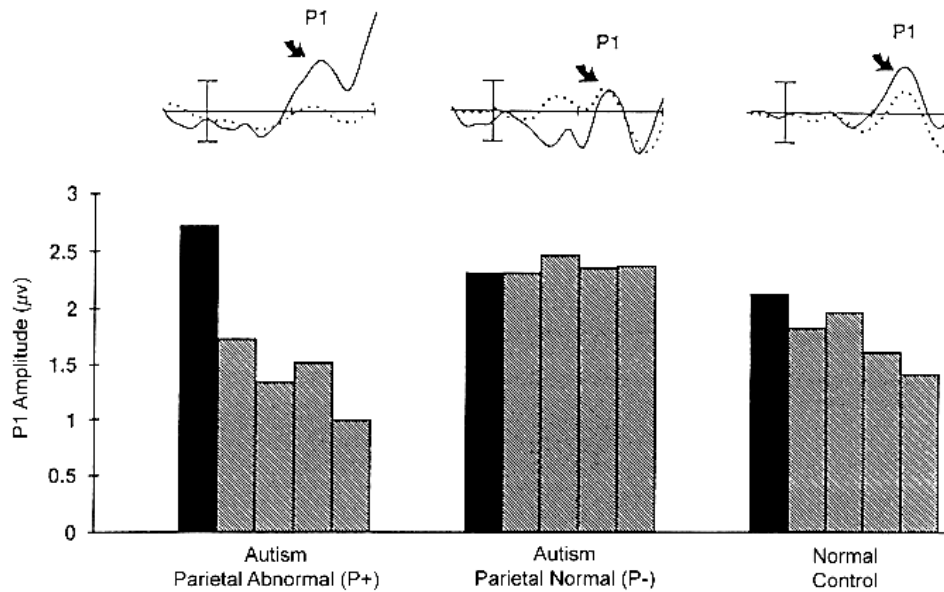 P1
P1
P1
3
2.5
2
1.5
1
0.5
0
P1 Amplitude (μv)
Autism
Parietal Abnormal (P+)
Autism
Parietal Normal (P-)
Normal
Control